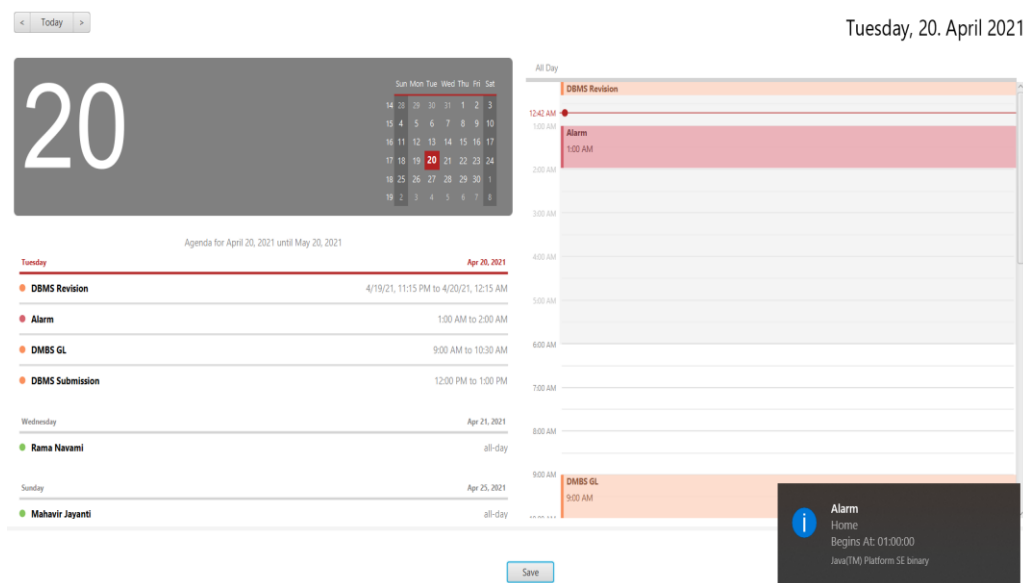 < Today >
Tuesday, 20. April 2021
20
Sun Mon Tue Wed Thu Fri Sat
14 28 29 30 31 1 2 3
15 4 5 6 7 8 9 10
16 11 12 13 14 15 16 17
17 18 19 20 21 22 23 24
18 25 26 27 28 29 30 1
19 2 3 4 5 6 7 8
Agenda for April 20, 2021 until May 20, 2021
Tuesday Apr 20, 2021
DBMS Revision 4/19/21, 11:15 PM to 4/20/21, 12:15 AM
Alarm 1:00 AM to 2:00 AM
DMBS GL 9:00 AM to 10:30 AM
DBMS Submission 12:00 PM to 1:00 PM
Wednesday Apr 21, 2021
Rama Navami all-day
Sunday Apr 25, 2021
Mahavir Jayanti all-day
All Day
DBMS Revision
12:42 AM
1:00 AM
Alarm
1:00 AM
2:00 AM
3:00 AM
4:00 AM
5:00 AM
6:00 AM
7:00 AM
8:00 AM
9:00 AM
DMBS GL
9:00 AM
10:00 AM
Alarm
Home
Begins At: 01:00:00
Java(TM) Platform SE binary
Save